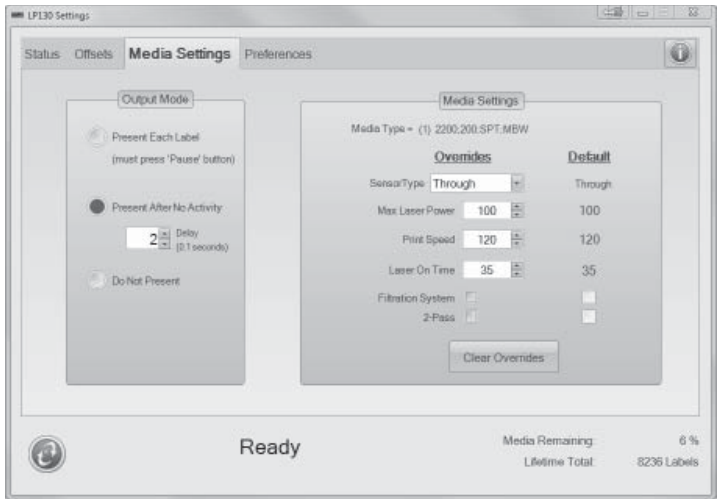 LP130 Settings
Status Offsets Media Settings Preferences
Output Mode
Present Each Label
(must press 'Pause' button)
Present After No Activity
2 Delay
(0.1 seconds)
Do Not Present
Media Settings
Media Type = (1) 2200;200;SPT;MBW
Overrides Default
SensorType Through Through
Max Laser Power 100 100
Print Speed 120 120
Laser On Time 35 35
Filtration System
2-Pass
Clear Overrides
Ready
Media Remaining: 6 %
Lifetime Total: 8236 Labels